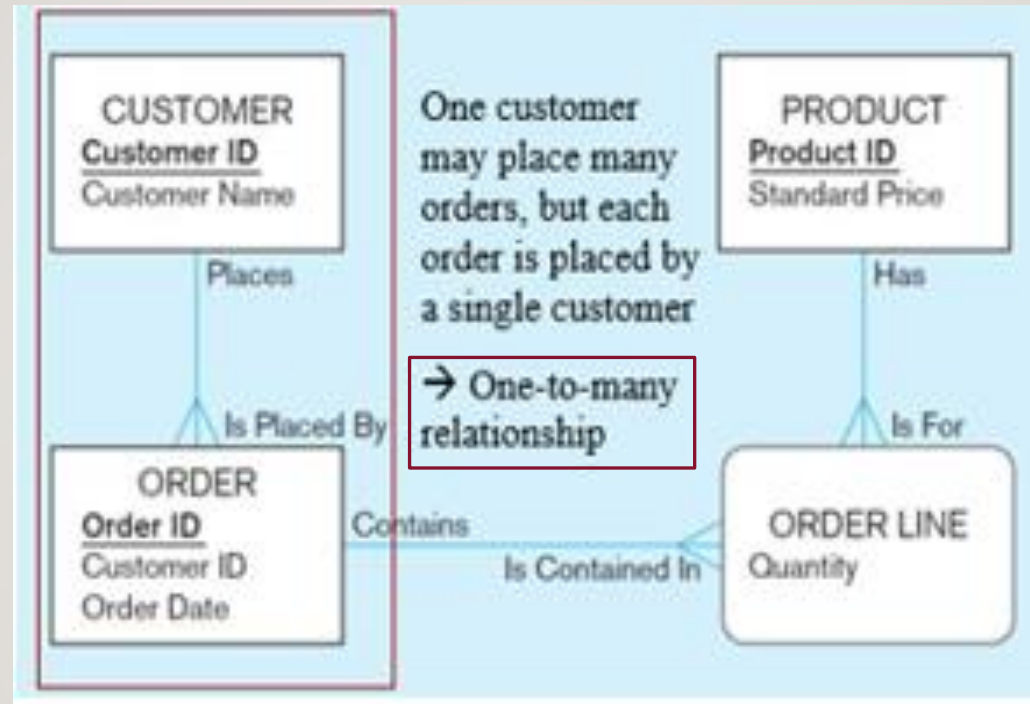 CUSTOMER
Customer ID
Customer Name
Places
Is Placed By
ORDER
Order ID
Customer ID
Order Date
One customer
may place many
orders, but each
order is placed by
a single customer
→ One-to-many
relationship
Contains
Is Contained In
PRODUCT
Product ID
Standard Price
Has
Is For
ORDER LINE
Quantity